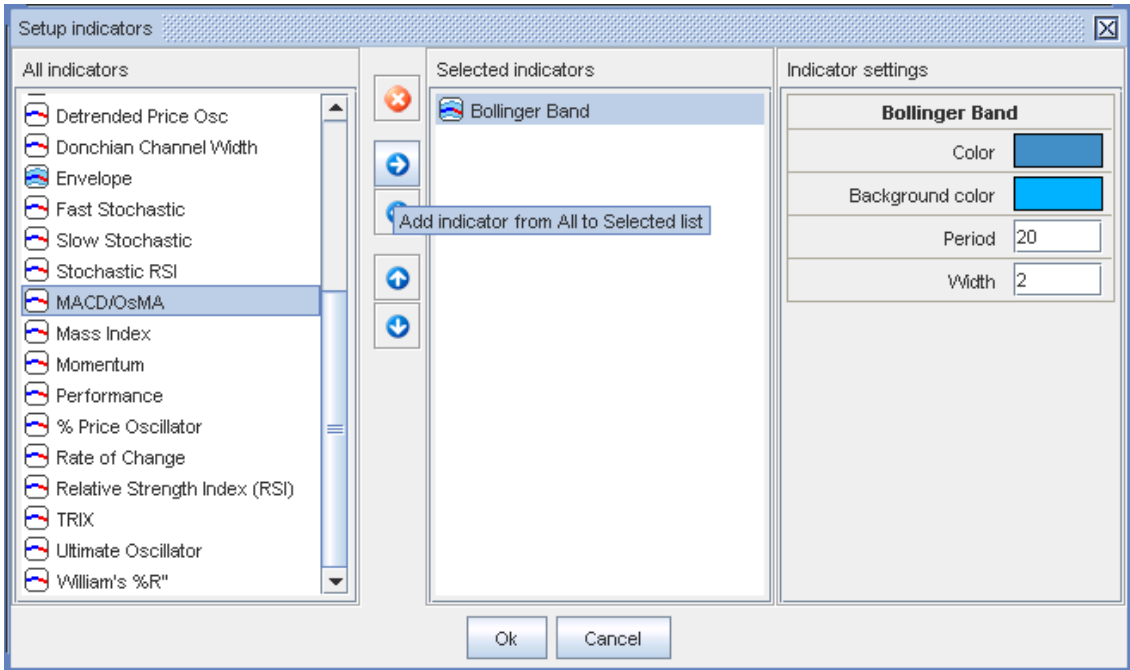 Setup indicators
All indicators
Detrended Price Osc
Donchian Channel Width
Envelope
Fast Stochastic
Slow Stochastic
Stochastic RSI
MACD/OsMA
Mass Index
Momentum
Performance
% Price Oscillator
Rate of Change
Relative Strength Index (RSI)
TRIX
Ultimate Oscillator
William's %R"
Add indicator from All to Selected list
Selected indicators
Bollinger Band
Indicator settings
Bollinger Band
Color
Background color
Period 20
Width 2
Ok Cancel